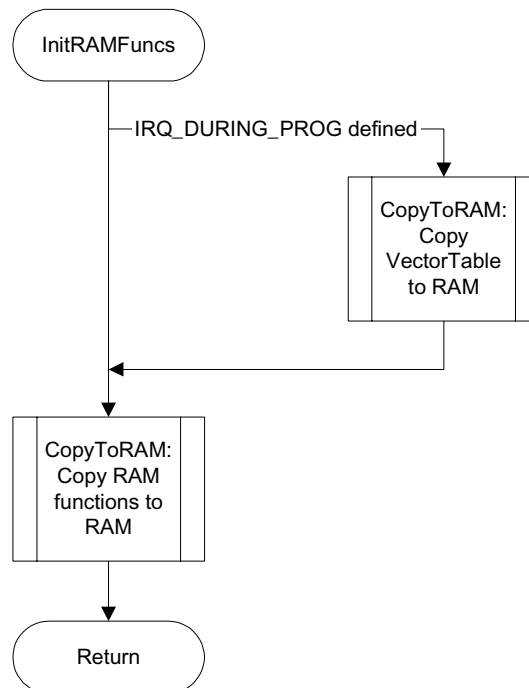 InitRAMFuncs
IRQ_DURING_PROG defined
CopyToRAM:
Copy
VectorTable
to RAM
CopyToRAM:
Copy RAM
functions to
RAM
Return